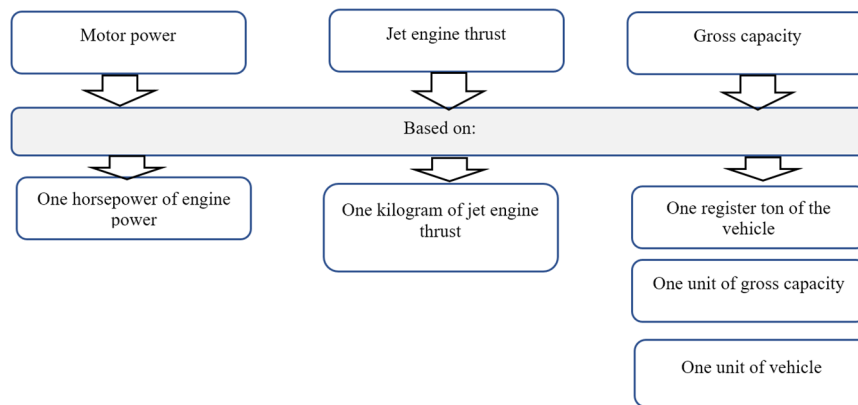 Motor power
Jet engine thrust
Gross capacity
Based on:
One horsepower of engine
power
One kilogram of jet engine
thrust
One register ton of the
vehicle
One unit of gross capacity
One unit of vehicle